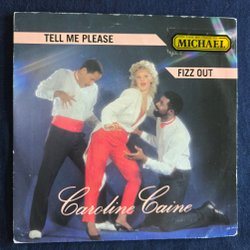 TELL ME PLEASE
MICHAEL
FIZZ OUT
Caroline Caine